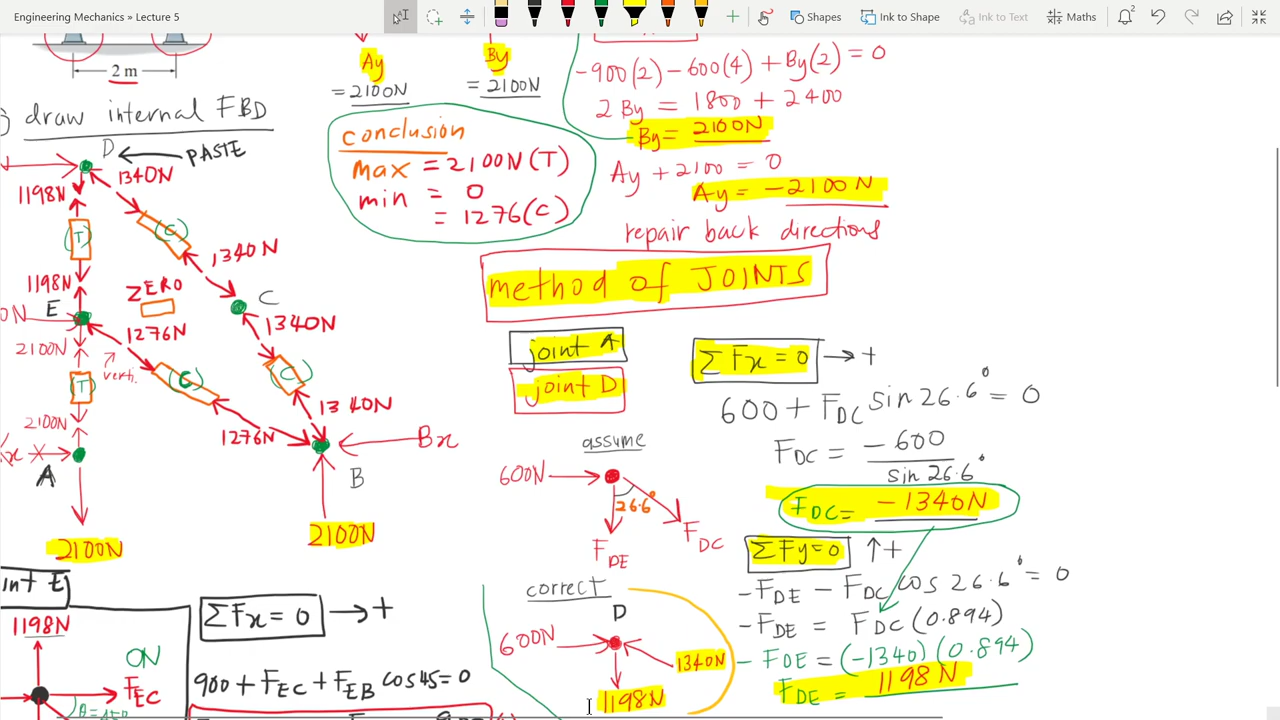 Engineering Mechanics » Lecture 5
Shapes
Ink to Shape
Ink to Text
Maths
2 m
draw internal FBD
D
PASTE
1340N
1198N
(T)
(C)
1340N
1198N
ZERO
C
E
0N
1276N
1340N
2100N
verti.
(T)
(C)
(C)
1340N
2100N
1276N
Bx
A
B
2100N
2100N
Ay
By
= 2100N
= 2100N
conclusion
max = 2100N(T)
min = 0
= 1276(C)
-900(2) - 600(4) + By(2) = 0
2 By = 1800 + 2400
By = 2100N
Ay + 2100 = 0
Ay = -2100 N
repair back directions
method of JOINTS
joint A
joint D
ΣFx = 0 → +
600 + FDC sin 26.6° = 0
FDC = -600
sin 26.6°
FDC = -1340N
assume
600N
26.6°
FDE
FDC
ΣFy = 0 ↑+
-FDE - FDC cos 26.6° = 0
-FDE = FDC (0.894)
-FDE = (-1340)(0.894)
FDE = 1198 N
correct
D
600N
1340N
1198N
int E
1198N
0N
FEC
θ=45°
ΣFx = 0 → +
900 + FEC + FEB cos 45 = 0